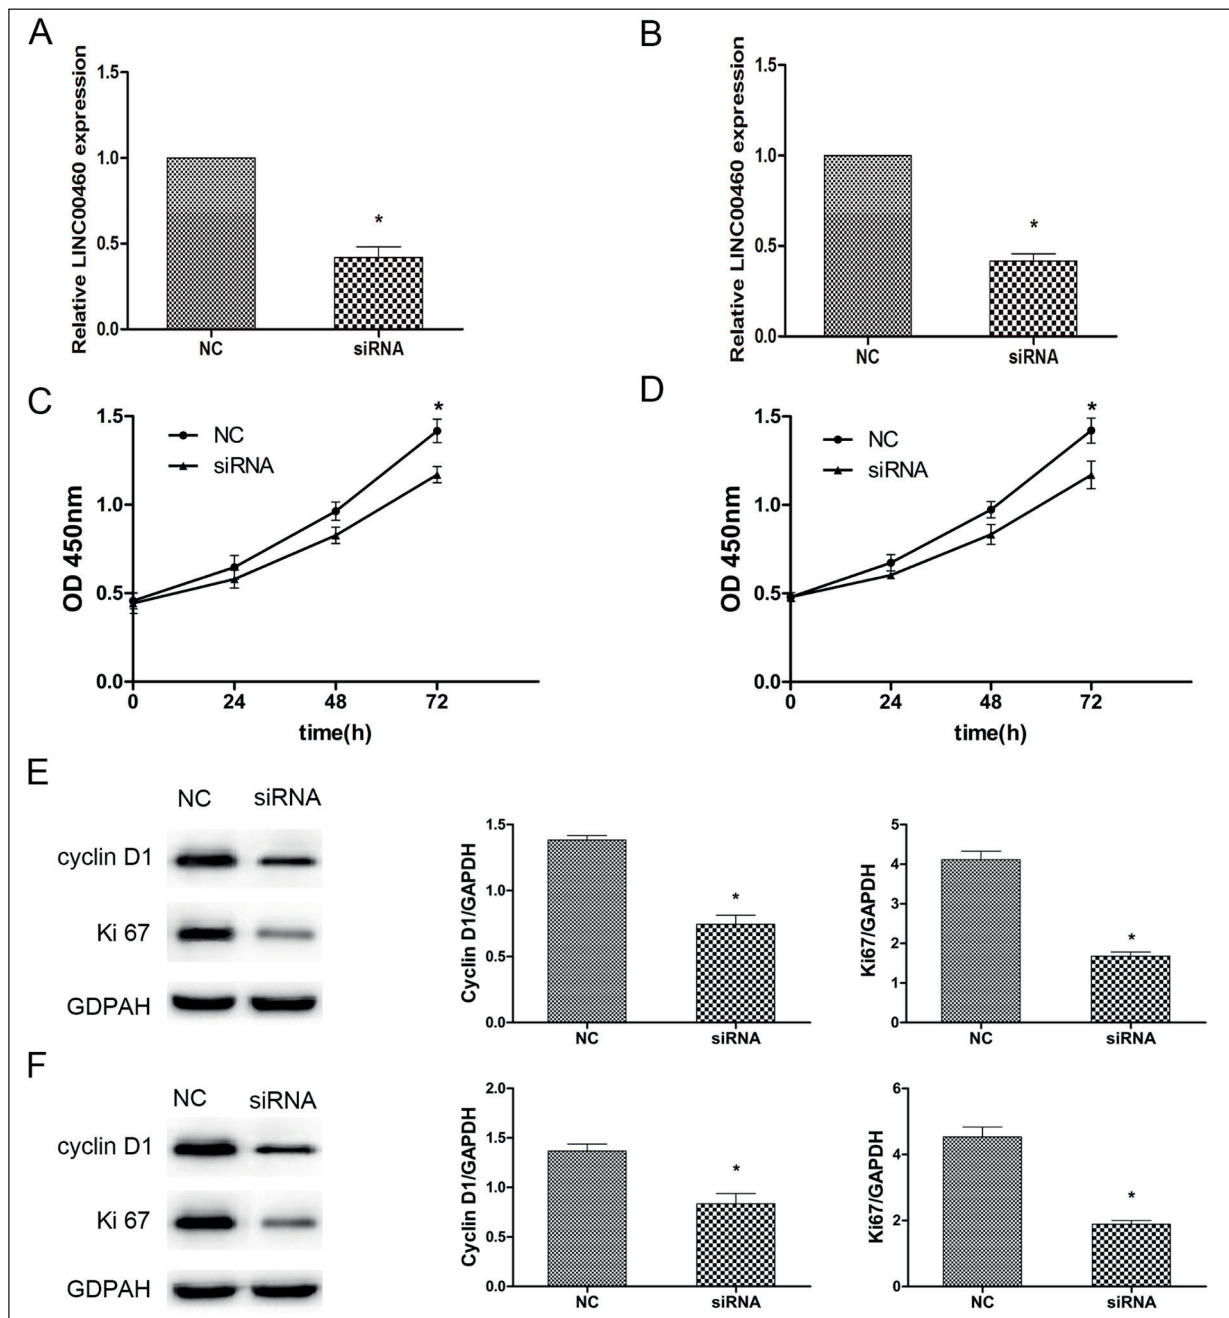 A
Relative LINC00460 expression
1.5
1.0
0.5
0.0
NC
siRNA
*
B
Relative LINC00460 expression
1.5
1.0
0.5
0.0
NC
siRNA
*
C
OD 450nm
1.5
1.0
0.5
0.0
0
24
48
72
time(h)
NC
siRNA
*
D
OD 450nm
1.5
1.0
0.5
0.0
0
24
48
72
time(h)
NC
siRNA
*
E
NC siRNA
cyclin D1
Ki 67
GDPAH
Cyclin D1/GAPDH
1.5
1.0
0.5
0.0
NC
siRNA
*
Ki67/GAPDH
5
4
3
2
1
0
NC
siRNA
*
F
NC siRNA
cyclin D1
Ki 67
GDPAH
Cyclin D1/GAPDH
2.0
1.5
1.0
0.5
0.0
NC
siRNA
*
Ki67/GAPDH
6
4
2
0
NC
siRNA
*